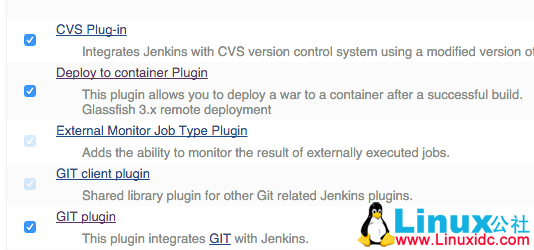 CVS Plug-in
Integrates Jenkins with CVS version control system using a modified version of
Deploy to container Plugin
This plugin allows you to deploy a war to a container after a successful build.
Glassfish 3.x remote deployment
External Monitor Job Type Plugin
Adds the ability to monitor the result of externally executed jobs.
GIT client plugin
Shared library plugin for other Git related Jenkins plugins.
GIT plugin
This plugin integrates GIT with Jenkins.
Linux公社
www.Linuxidc.com